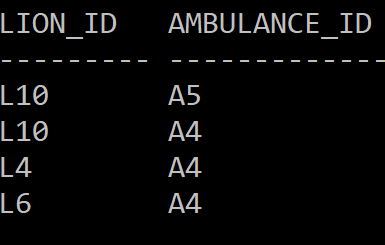 LION_ID AMBULANCE_ID
--------- -------------
L10 A5
L10 A4
L4 A4
L6 A4